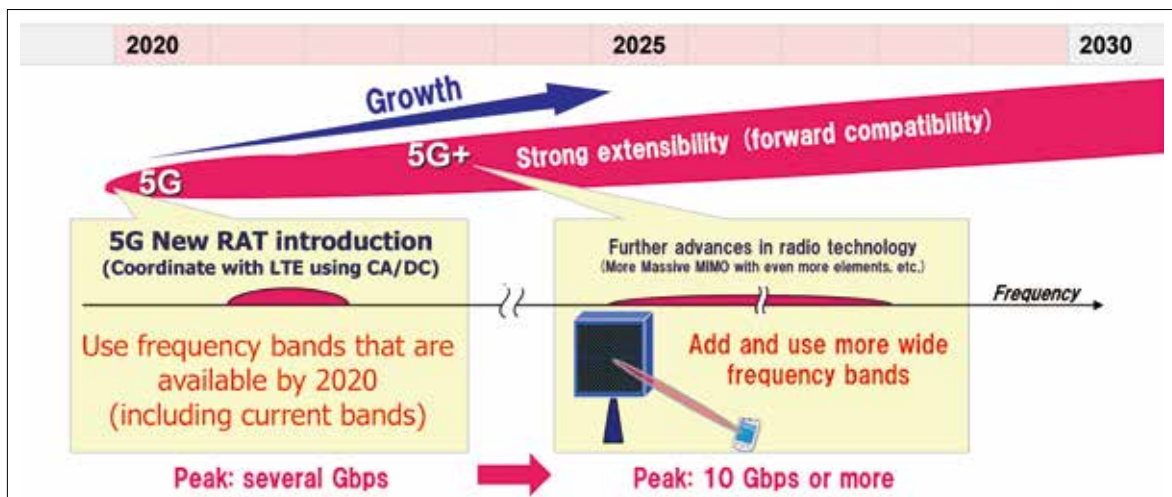 2020 2025 2030
Growth
5G
5G+
Strong extensibility (forward compatibility)
5G New RAT introduction
(Coordinate with LTE using CA/DC)
Further advances in radio technology
(More Massive MIMO with even more elements, etc.)
Frequency
Use frequency bands that are
available by 2020
(including current bands)
Add and use more wide
frequency bands
Peak: several Gbps
Peak: 10 Gbps or more